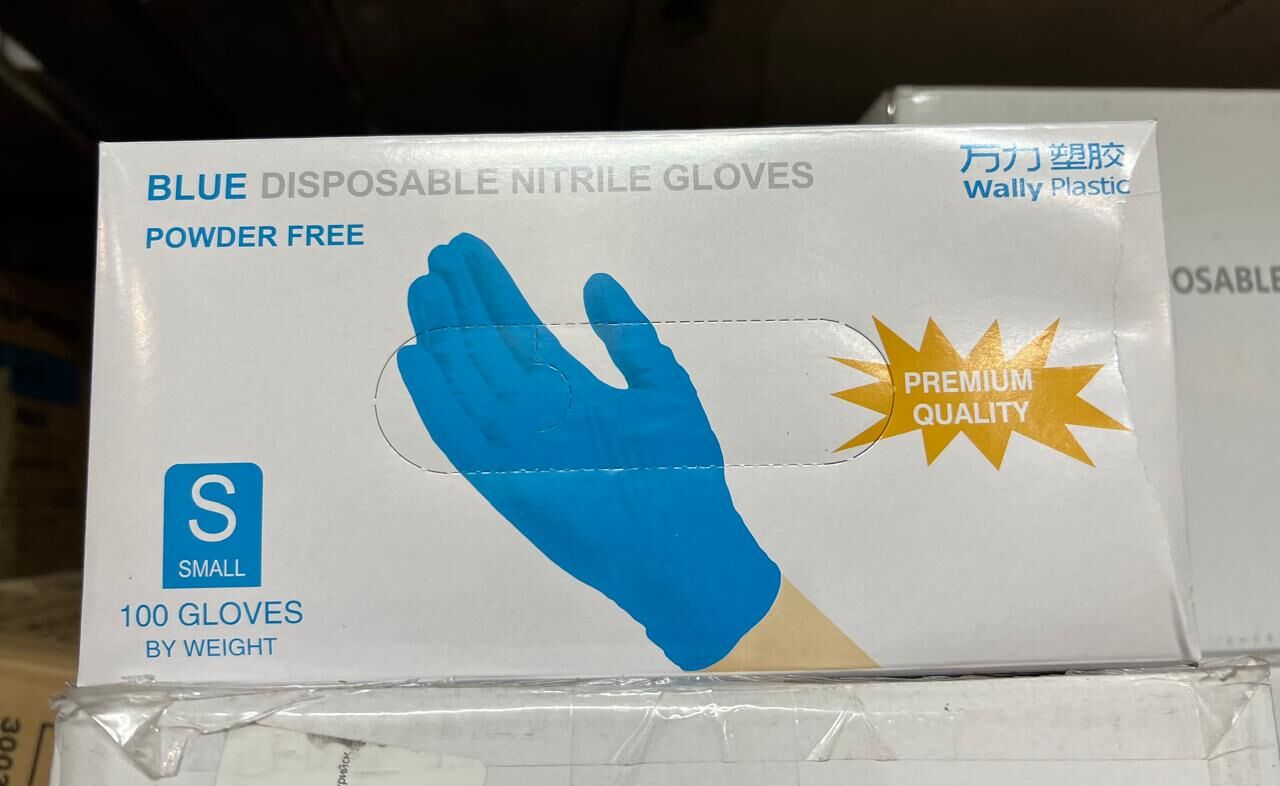 BLUE DISPOSABLE NITRILE GLOVES
POWDER FREE
万力 塑胶
Wally Plastic
PREMIUM
QUALITY
S
SMALL
100 GLOVES
BY WEIGHT
OSABLE